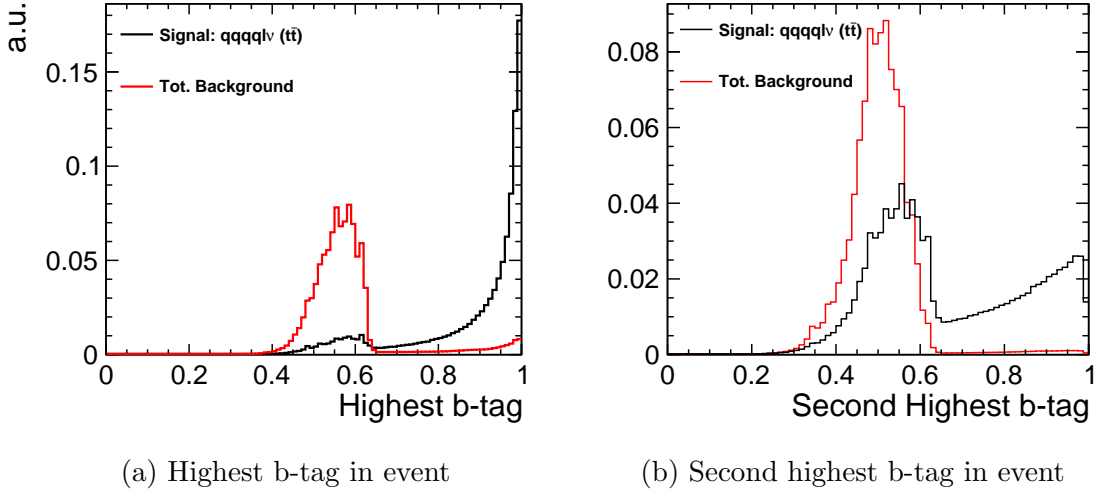 a.u.
0.15
0.1
0.05
0
Signal: qqqqlν (tt̄)
Tot. Background
0 0.2 0.4 0.6 0.8 1
Highest b-tag
(a) Highest b-tag in event
0.08
0.06
0.04
0.02
0
Signal: qqqqlν (tt̄)
Tot. Background
0 0.2 0.4 0.6 0.8 1
Second Highest b-tag
(b) Second highest b-tag in event